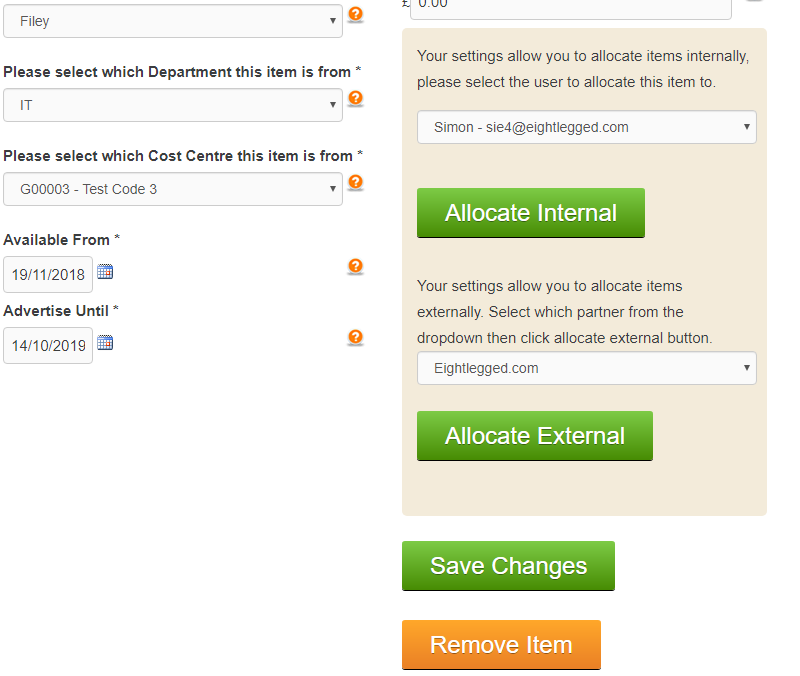 Filey
Please select which Department this item is from *
IT
Please select which Cost Centre this item is from *
G00003 - Test Code 3
Available From *
19/11/2018
Advertise Until *
14/10/2019
£ 0.00
Your settings allow you to allocate items internally,
please select the user to allocate this item to.
Simon - sie4@eightlegged.com
Allocate Internal
Your settings allow you to allocate items
externally. Select which partner from the
dropdown then click allocate external button.
Eightlegged.com
Allocate External
Save Changes
Remove Item